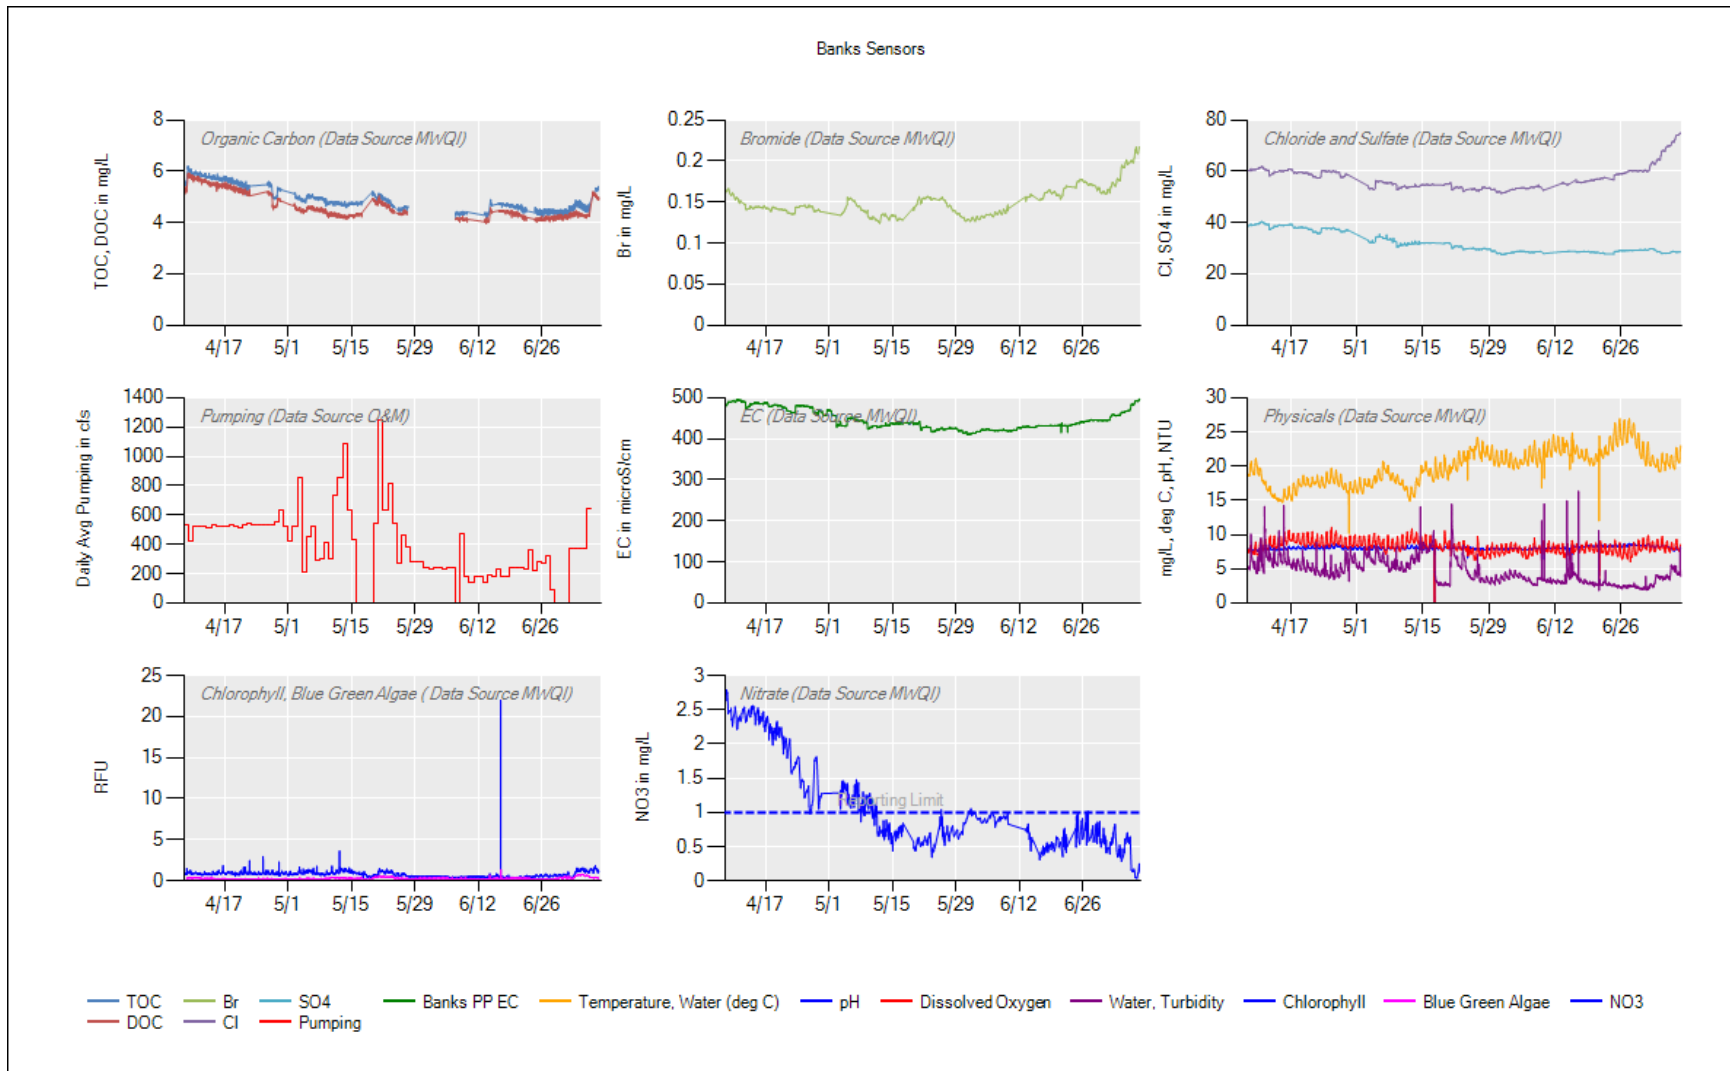 Banks Sensors
Organic Carbon (Data Source MWQI)
TOC, DOC in mg/L
8
6
4
2
0
4/17 5/1 5/15 5/29 6/12 6/26
Bromide (Data Source MWQI)
Br in mg/L
0.25
0.2
0.15
0.1
0.05
0
4/17 5/1 5/15 5/29 6/12 6/26
Chloride and Sulfate (Data Source MWQI)
Cl, SO4 in mg/L
80
60
40
20
0
4/17 5/1 5/15 5/29 6/12 6/26
Pumping (Data Source O&M)
Daily Avg Pumping in cfs
1400
1200
1000
800
600
400
200
0
4/17 5/1 5/15 5/29 6/12 6/26
EC (Data Source MWQI)
EC in microS/cm
500
400
300
200
100
0
4/17 5/1 5/15 5/29 6/12 6/26
Physicals (Data Source MWQI)
mg/L, deg C, pH, NTU
30
25
20
15
10
5
0
4/17 5/1 5/15 5/29 6/12 6/26
Chlorophyll, Blue Green Algae ( Data Source MWQI)
RFU
25
20
15
10
5
0
4/17 5/1 5/15 5/29 6/12 6/26
Nitrate (Data Source MWQI)
NO3 in mg/L
3
2.5
2
1.5
1
0.5
0
Reporting Limit
4/17 5/1 5/15 5/29 6/12 6/26
TOC Br SO4 Banks PP EC Temperature, Water (deg C) pH Dissolved Oxygen Water, Turbidity Chlorophyll Blue Green Algae NO3
DOC Cl Pumping